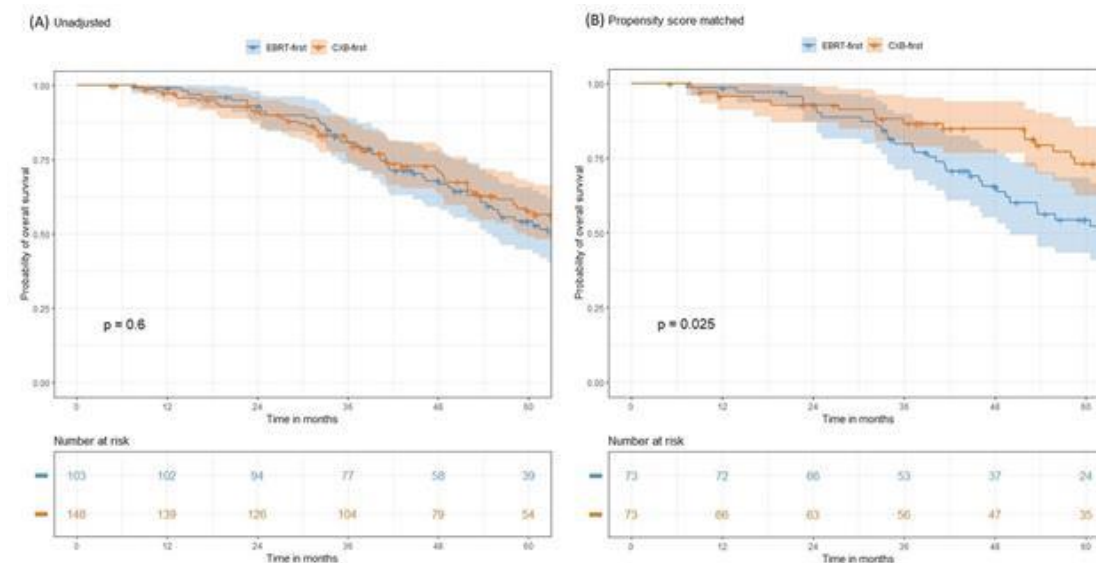 (A) Unadjusted
EBRT-first CXB-first
1.00
0.75
0.50
0.25
0.00
Probability of overall survival
p = 0.6
0 12 24 36 48 60
Time in months
Number at risk
103 102 94 77 58 39
148 139 126 104 79 54
0 12 24 36 48 60
Time in months
(B) Propensity score matched
EBRT-first CXB-first
1.00
0.75
0.50
0.25
0.00
Probability of overall survival
p = 0.025
0 12 24 36 48 60
Time in months
Number at risk
73 72 66 53 37 24
73 66 63 56 47 35
0 12 24 36 48 60
Time in months